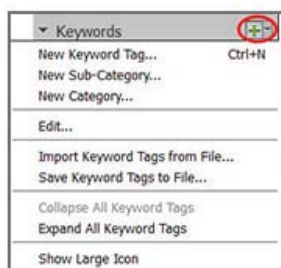 Keywords
New Keyword Tag... Ctrl+N
New Sub-Category...
New Category...
Edit...
Import Keyword Tags from File...
Save Keyword Tags to File...
Collapse All Keyword Tags
Expand All Keyword Tags
Show Large Icon